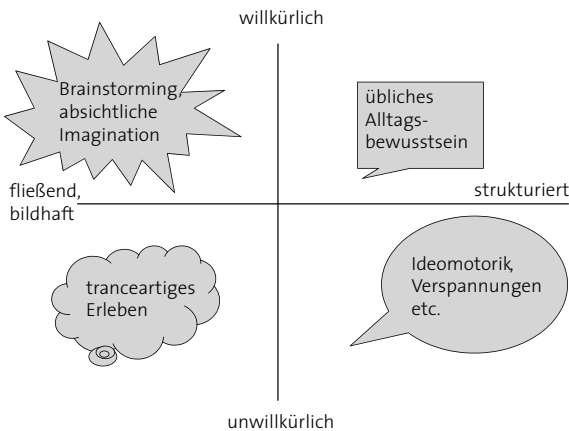 willkürlich
Brainstorming,
absichtliche
Imagination
übliches
Alltags-
bewusstsein
fließend,
bildhaft
strukturiert
tranceartiges
Erleben
Ideomotorik,
Verspannungen
etc.
unwillkürlich